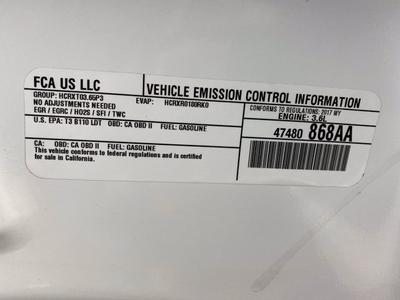 FCA US LLC
VEHICLE EMISSION CONTROL INFORMATION
GROUP: HCRXT03.65P3 EVAP: HCRXR0180RK0
NO ADJUSTMENTS NEEDED
EGR / EGRC / HO2S / SFI / TWC
CONFORMS TO REGULATIONS: 2017 MY
ENGINE: 3.6L
U.S. EPA: T3 B110 LDT OBD: CA OBD II FUEL: GASOLINE
47480 868AA
CA: OBD: CA OBD II FUEL: GASOLINE
This vehicle conforms to federal regulations and is certified
for sale in California.